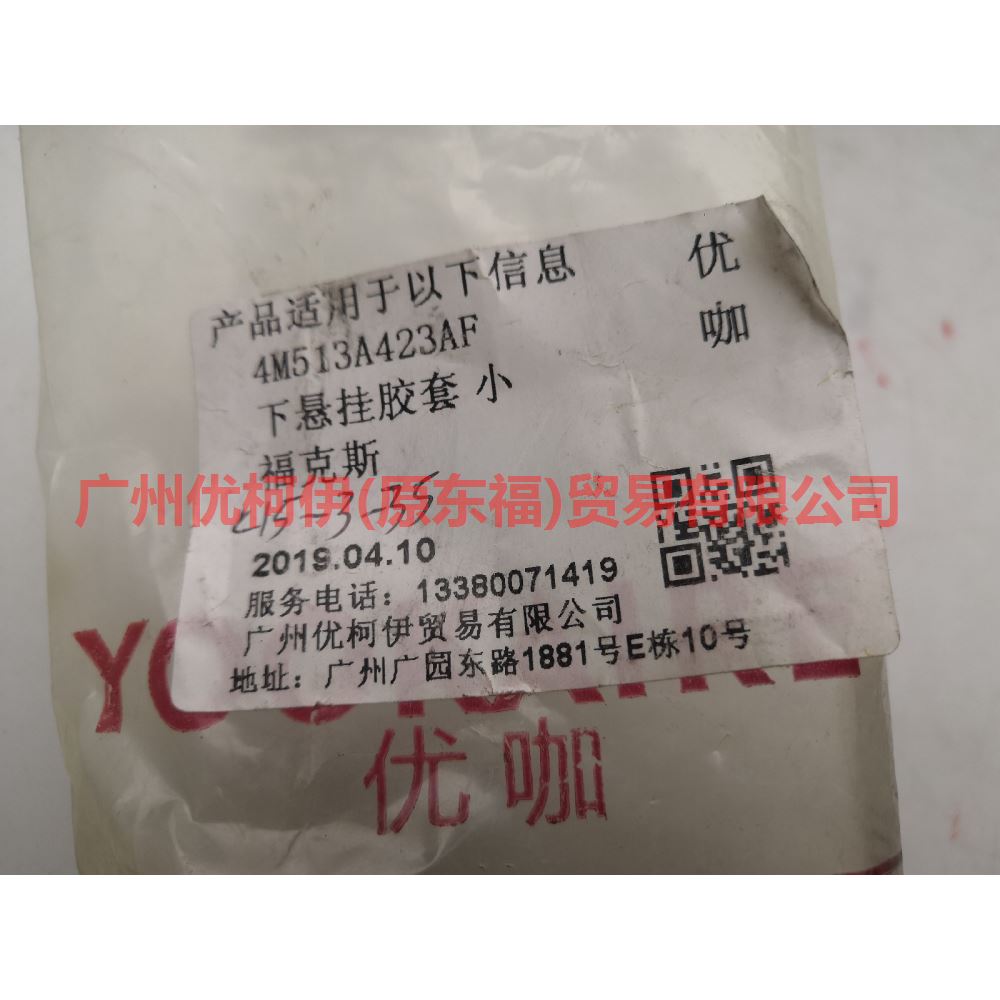 产品适用于以下信息
优咖
4M513A423AF
下悬挂胶套 小
福克斯
广州优柯伊(原东福)贸易有限公司
2019.04.10
服务电话：13380071419
广州优柯伊贸易有限公司
地址：广州广园东路1881号E栋10号
优咖